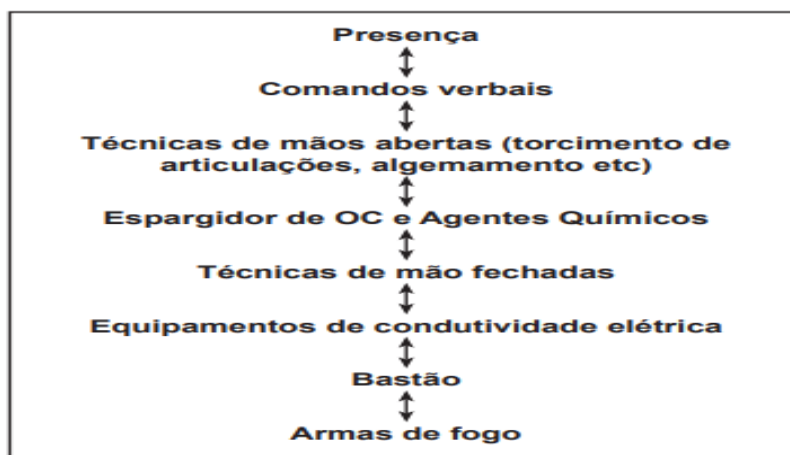 Presença
Comandos verbais
Técnicas de mãos abertas (torcimento de
articulações, algemamento etc)
Espargidor de OC e Agentes Químicos
Técnicas de mão fechadas
Equipamentos de condutividade elétrica
Bastão
Armas de fogo